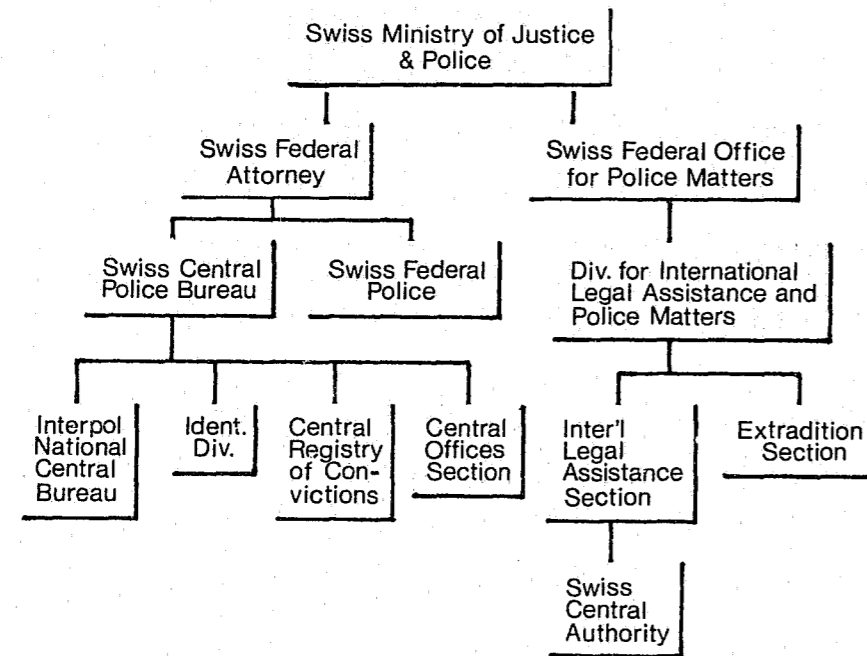 Swiss Ministry of Justice
& Police
Swiss Federal
Attorney
Swiss Federal Office
for Police Matters
Swiss Central
Police Bureau
Swiss Federal
Police
Div. for International
Legal Assistance and
Police Matters
Interpol
National
Central
Bureau
Ident.
Div.
Central
Registry
of Con-
victions
Central
Offices
Section
Inter'l
Legal
Assistance
Section
Extradition
Section
Swiss
Central
Authority